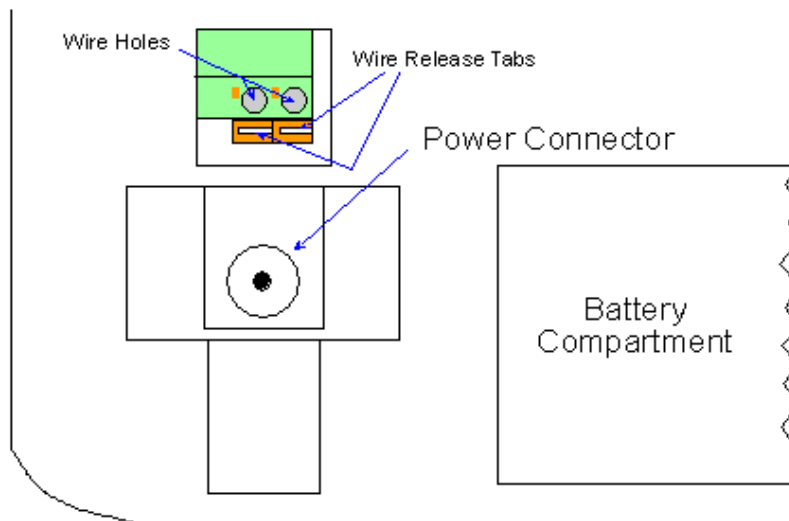 Wire Holes
Wire Release Tabs
Power Connector
Battery
Compartment